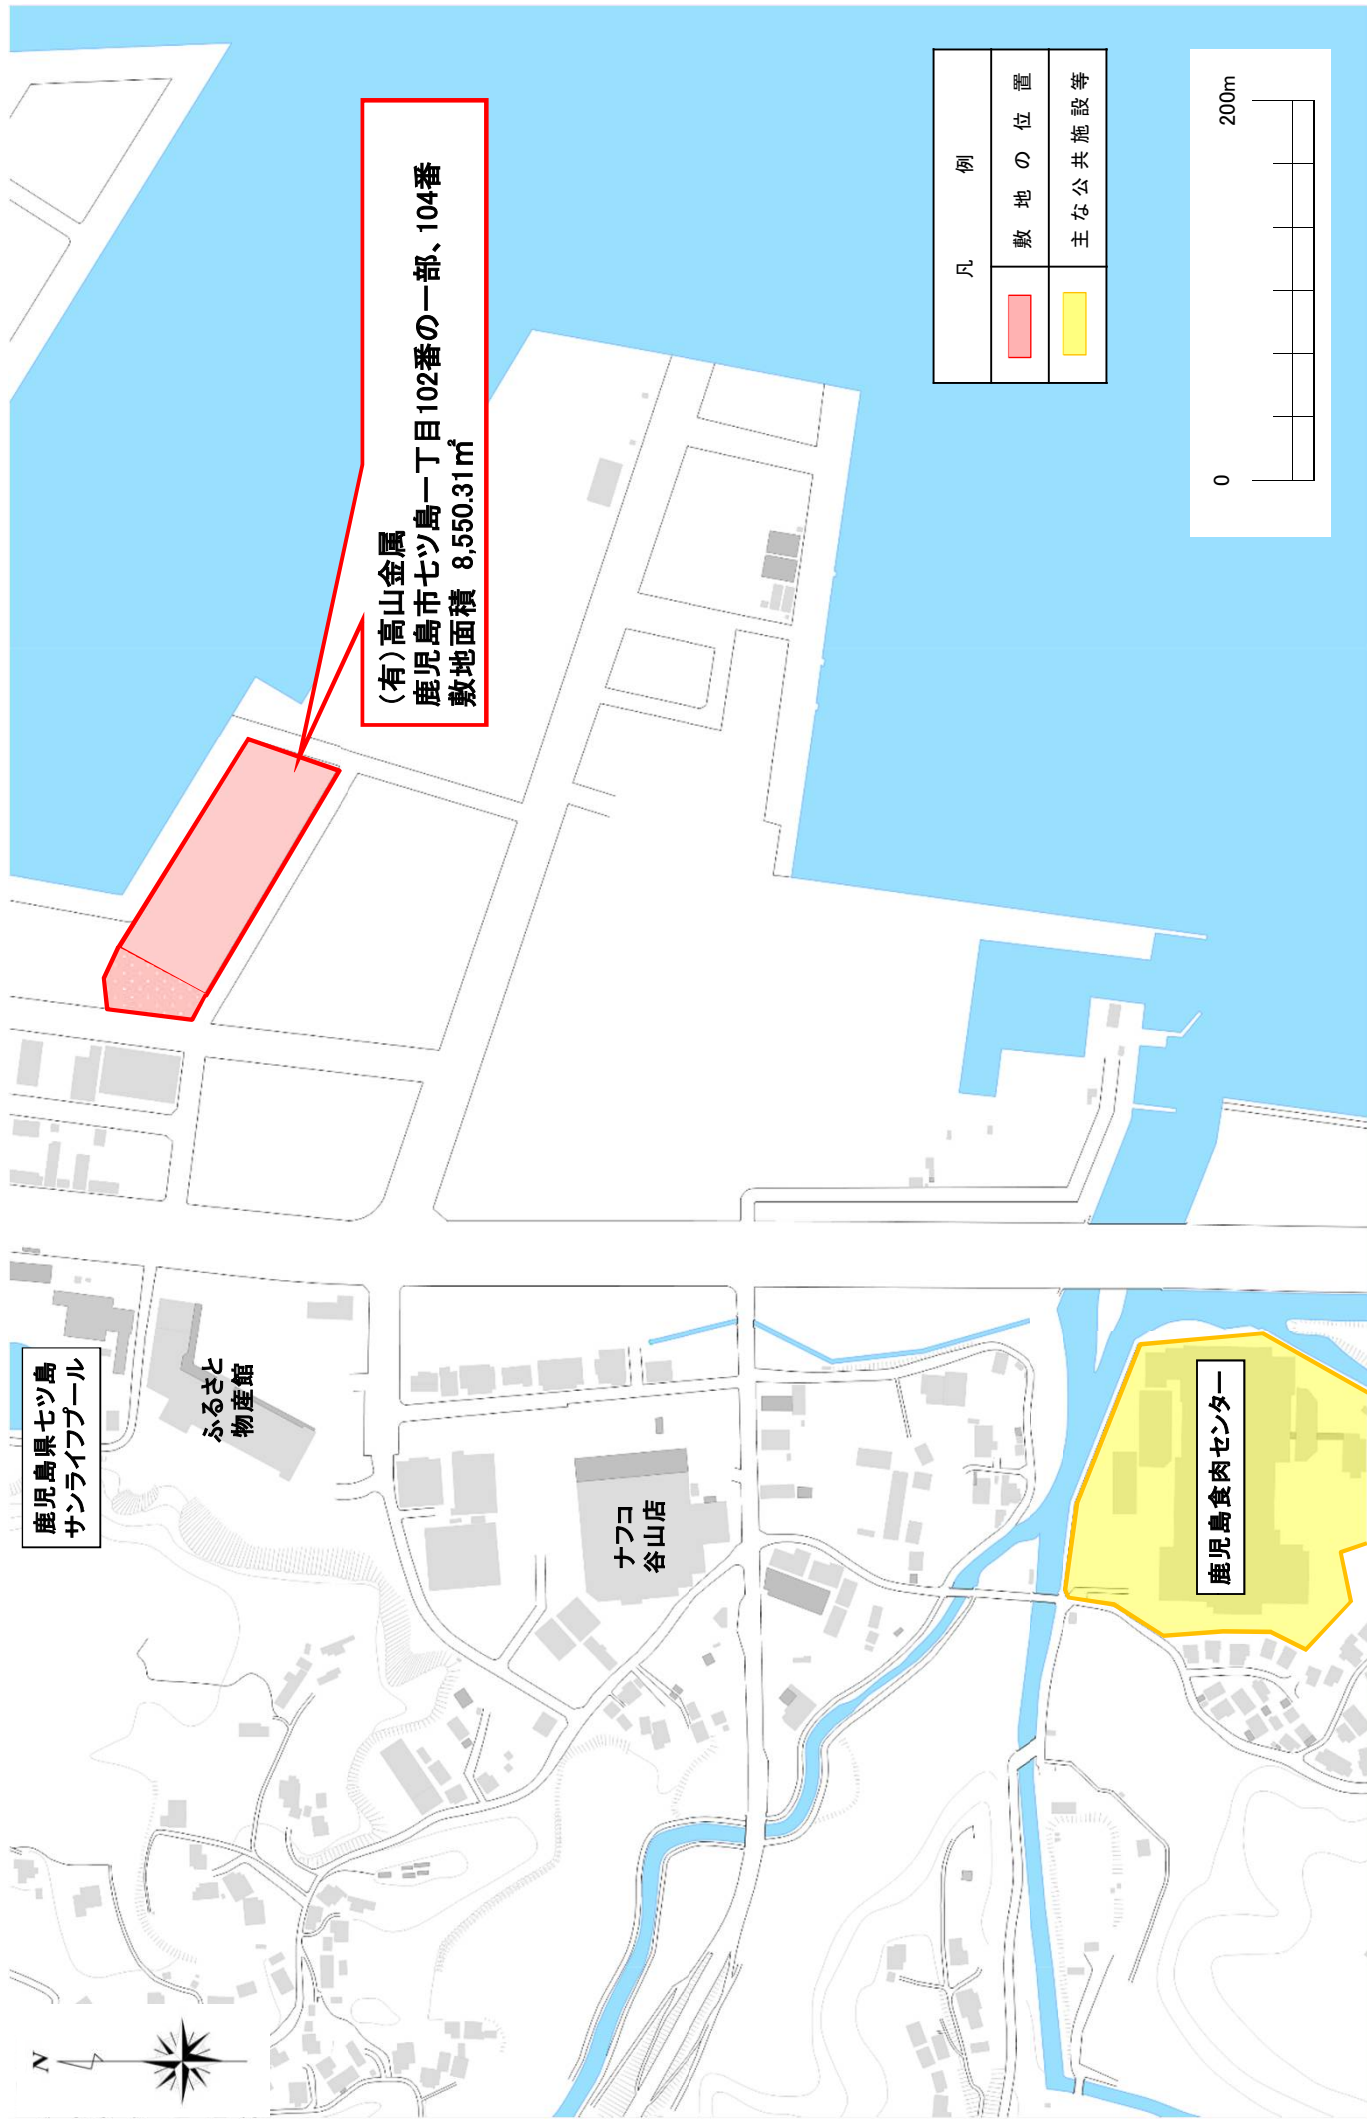 鹿児島県七ツ島
サンライフプール
ふるさと
物産館
(有)高山金属
鹿児島市七ツ島一丁目102番の一部、104番
敷地面積 8,550.31㎡
ナフコ
谷山店
鹿児島食肉センター
凡例
敷地の位置
主な公共施設等
0
200m
N